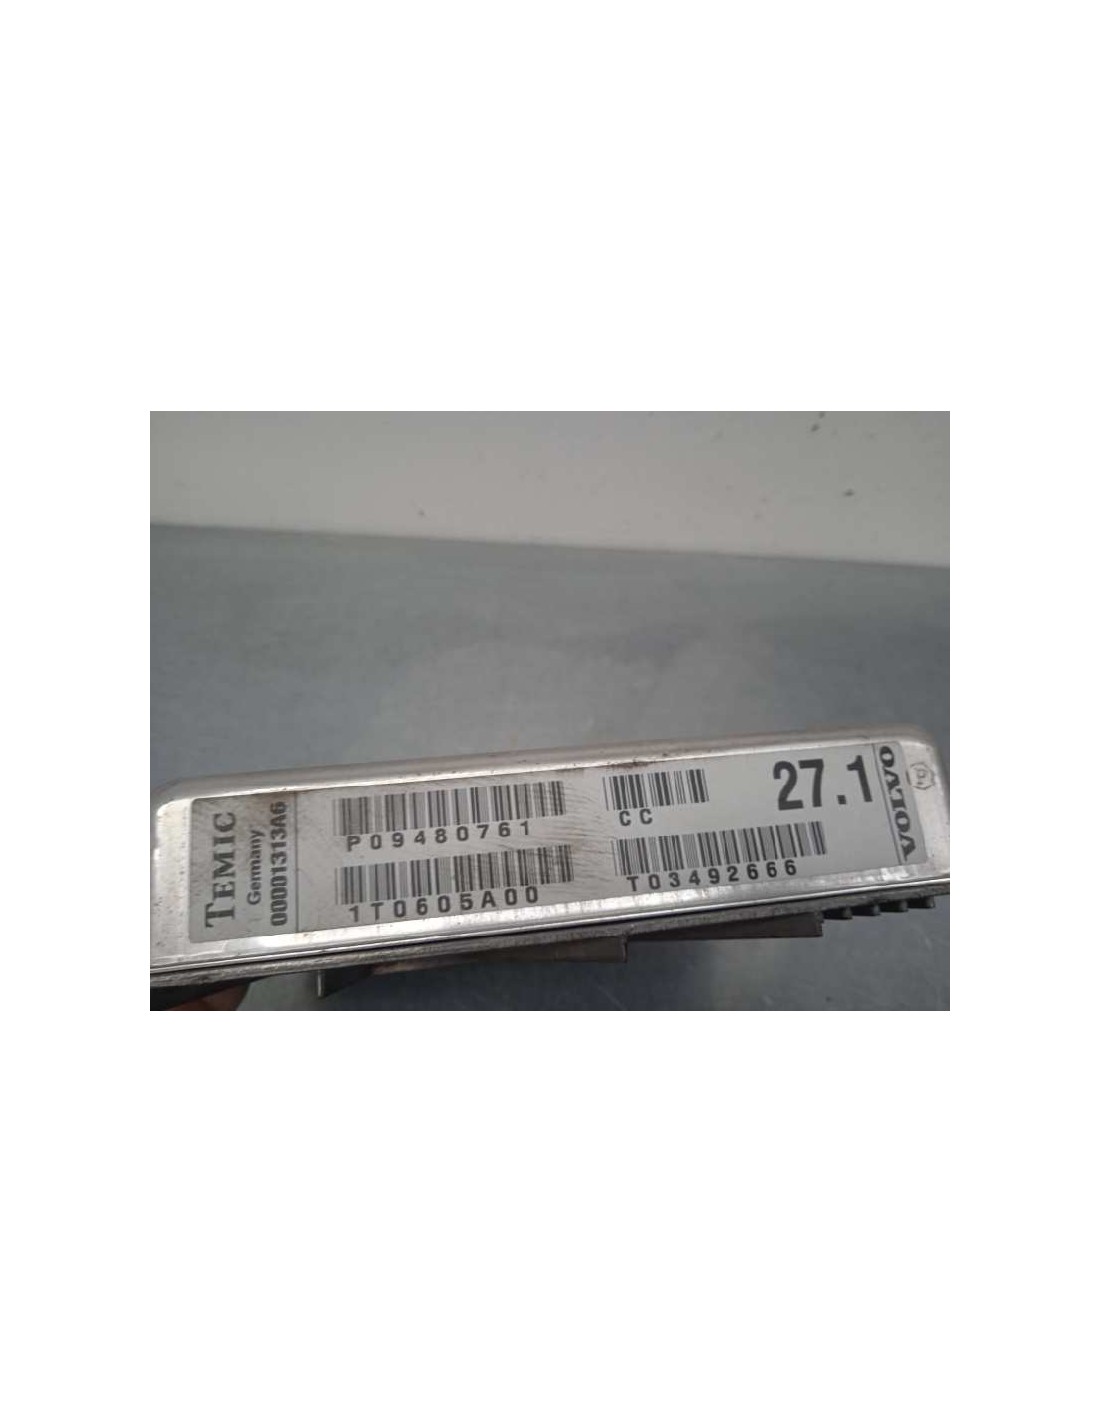 TEMIC
Germany
00001313A6
P09480761
1T0605A00
CC
T03492666
27.1
VOLVO